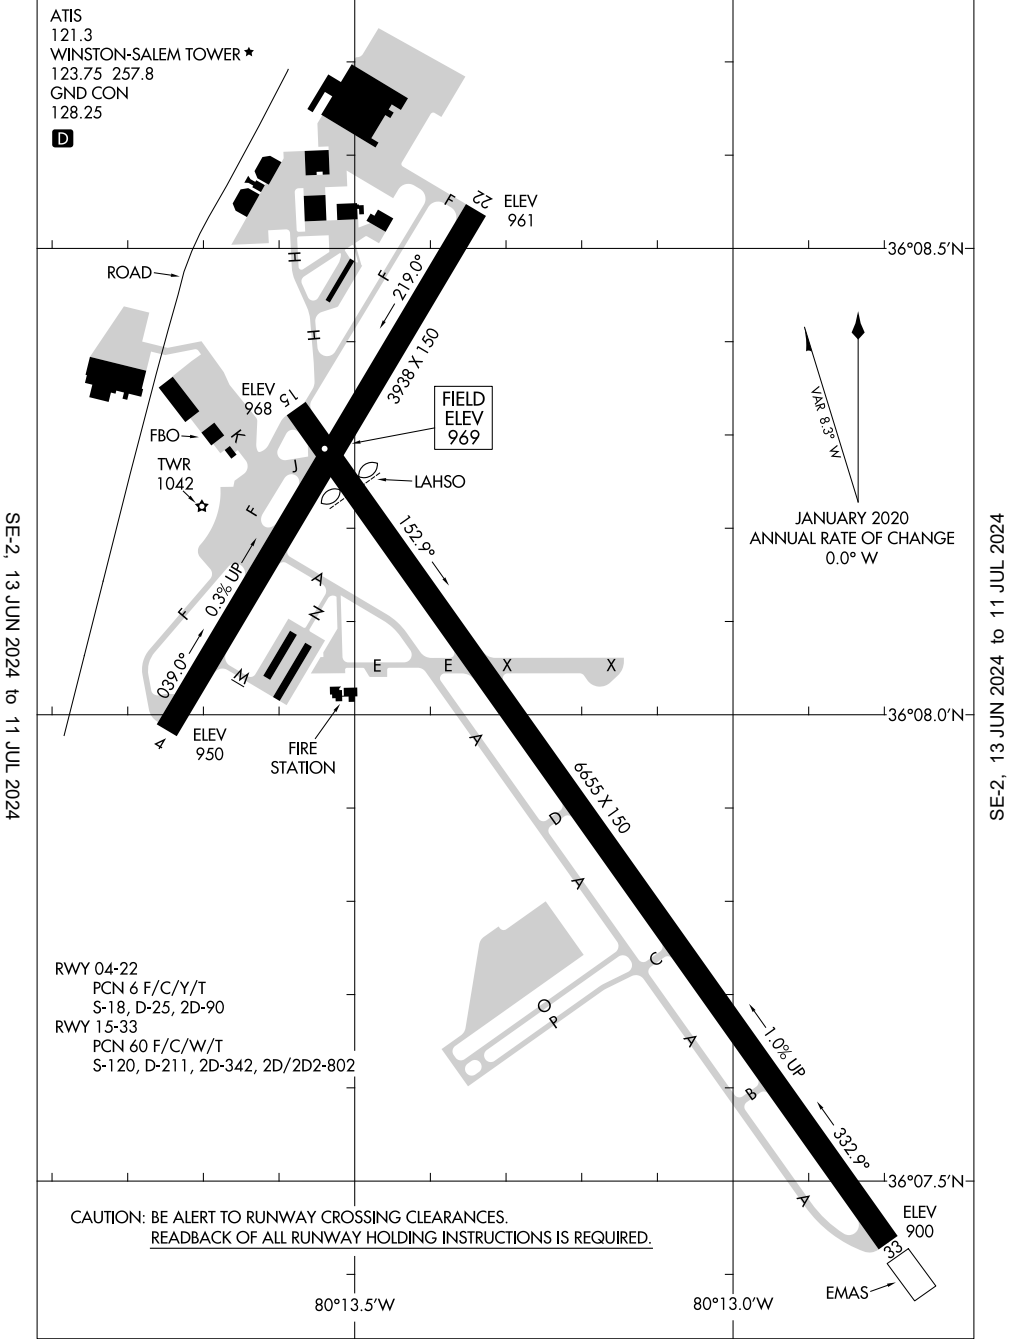 ATIS
121.3
WINSTON-SALEM TOWER ★
123.75 257.8
GND CON
128.25
D
22
F
ELEV
961
36°08.5'N
H
F
219.0°
ROAD
H
3938 X 150
ELEV
968
15
FIELD
ELEV
969
VAR 8.3° W
FBO
K
TWR
1042
J
LAHSO
F
152.9°
JANUARY 2020
ANNUAL RATE OF CHANGE
0.0° W
A
0.3% UP
N
F
E
E
X
X
039.0°
M
4
ELEV
950
FIRE
STATION
A
36°08.0'N
6655 X 150
D
A
C
O
P
RWY 04-22
PCN 6 F/C/Y/T
S-18, D-25, 2D-90
RWY 15-33
PCN 60 F/C/W/T
S-120, D-211, 2D-342, 2D/2D2-802
A
1.0% UP
B
332.9°
36°07.5'N
A
ELEV
900
33
CAUTION: BE ALERT TO RUNWAY CROSSING CLEARANCES.
READBACK OF ALL RUNWAY HOLDING INSTRUCTIONS IS REQUIRED.
EMAS
80°13.5'W
80°13.0'W
SE-2, 13 JUN 2024 to 11 JUL 2024
SE-2, 13 JUN 2024 to 11 JUL 2024